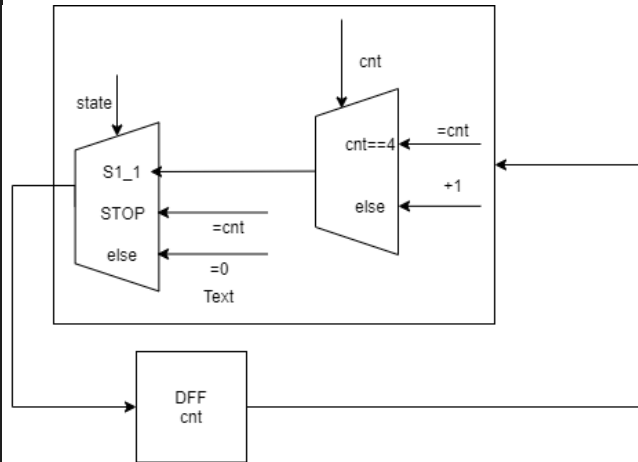 cnt
state
cnt==4
=cnt
S1_1
+1
else
STOP
=cnt
else
=0
Text
DFF
cnt